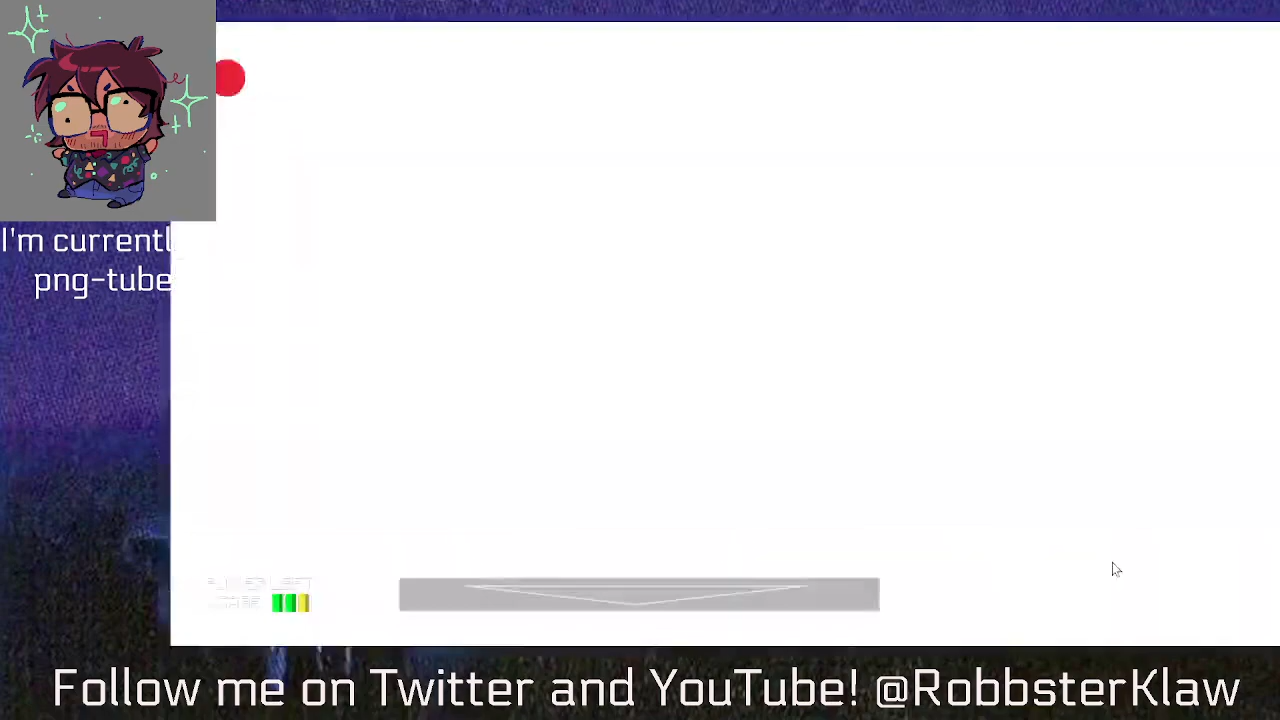 I'm currentl
png-tube
Follow me on Twitter and YouTube! @RobbsterKlaw